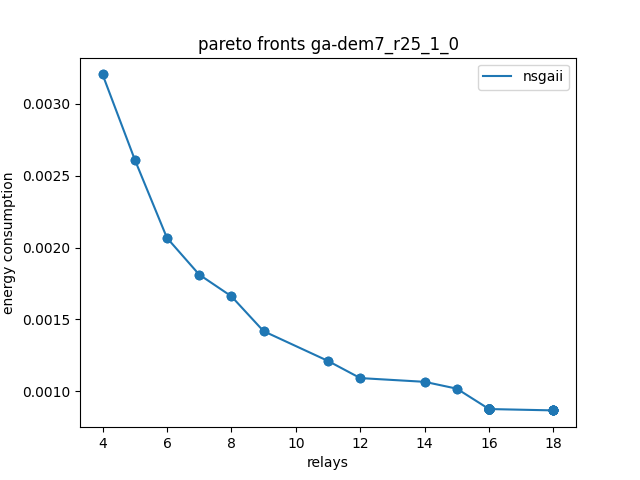 pareto fronts ga-dem7_r25_1_0
nsgaii
energy consumption
0.0030
0.0025
0.0020
0.0015
0.0010
4 6 8 10 12 14 16 18
relays